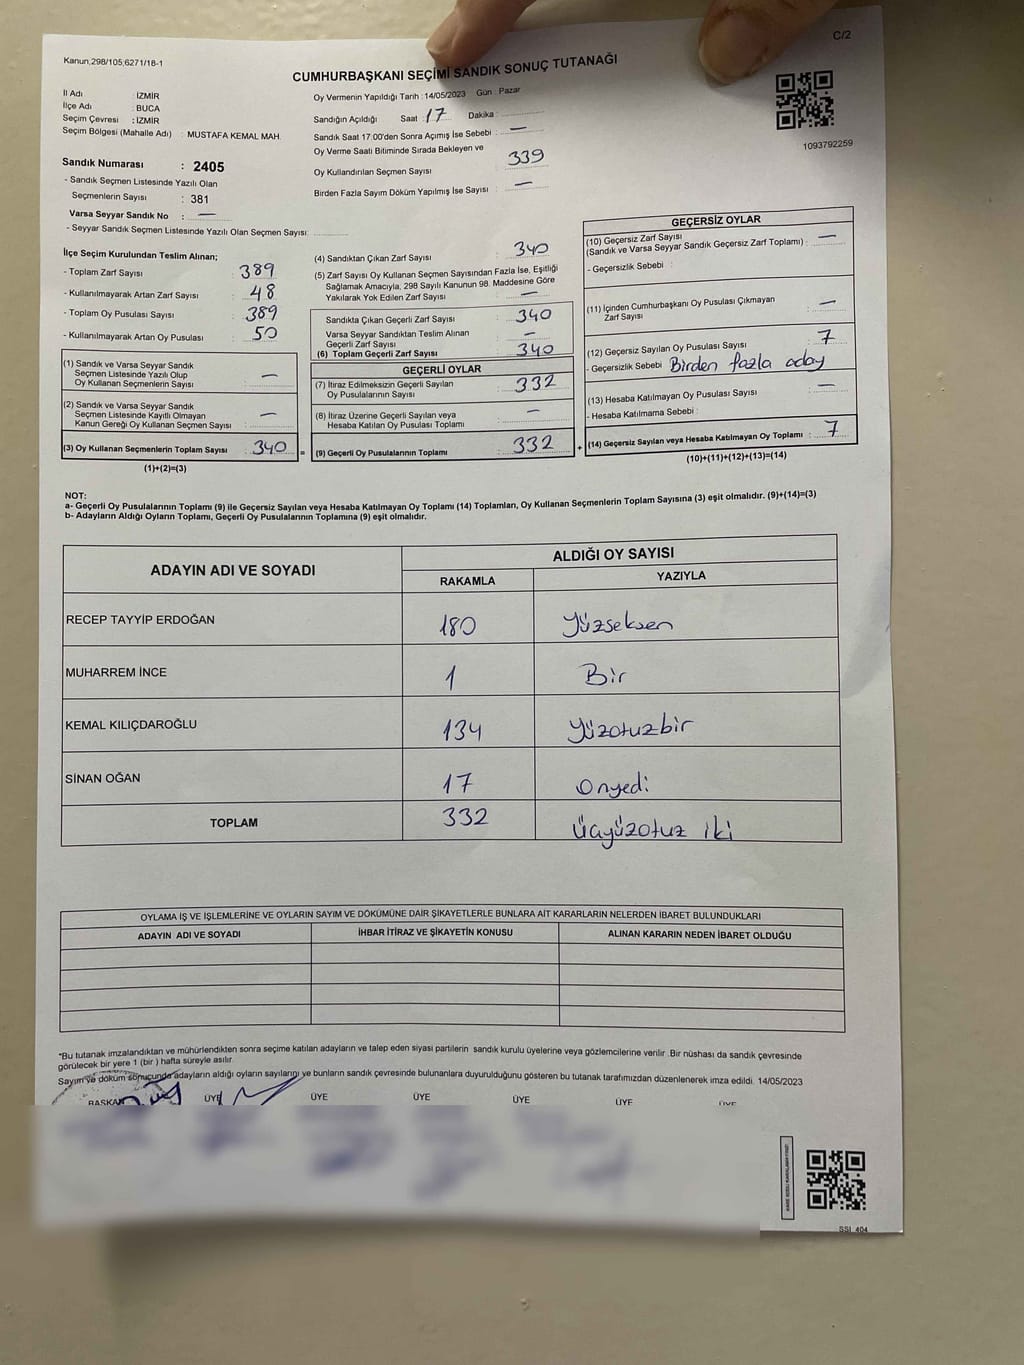 C/2
Kanun,298/105;6271/18-1
CUMHURBAŞKANI SEÇİMİ SANDIK SONUÇ TUTANAĞI
İl Adı : İZMİR
İlçe Adı : BUCA
Seçim Çevresi : İZMİR
Seçim Bölgesi (Mahalle Adı) : MUSTAFA KEMAL MAH.
Sandık Numarası : 2405
- Sandık Seçmen Listesinde Yazılı Olan
Seçmenlerin Sayısı : 381
Varsa Seyyar Sandık No : —
- Seyyar Sandık Seçmen Listesinde Yazılı Olan Seçmen Sayısı:
Oy Vermenin Yapıldığı Tarih : 14/05/2023 Gün : Pazar
Sandığın Açıldığı Saat : 17 Dakika :
Sandık Saat 17:00'den Sonra Açımış İse Sebebi : —
Oy Verme Saati Bitiminde Sırada Bekleyen ve
Oy Kullandırılan Seçmen Sayısı : 339
Birden Fazla Sayım Döküm Yapılmış İse Sayısı : —
1093792259
İlçe Seçim Kurulundan Teslim Alınan;
- Toplam Zarf Sayısı : 389
- Kullanılmayarak Artan Zarf Sayısı : 48
- Toplam Oy Pusulası Sayısı : 389
- Kullanılmayarak Artan Oy Pusulası : 50
(1) Sandık ve Varsa Seyyar Sandık
Seçmen Listesinde Yazılı Olup
Oy Kullanan Seçmenlerin Sayısı : —
(2) Sandık ve Varsa Seyyar Sandık
Seçmen Listesinde Kayıtlı Olmayan
Kanun Gereği Oy Kullanan Seçmen Sayısı : —
(3) Oy Kullanan Seçmenlerin Toplam Sayısı : 340 =
(1)+(2)=(3)
(4) Sandıktan Çıkan Zarf Sayısı : 340
(5) Zarf Sayısı Oy Kullanan Seçmen Sayısından Fazla İse, Eşitliği
Sağlamak Amacıyla, 298 Sayılı Kanunun 98. Maddesine Göre
Yakılarak Yok Edilen Zarf Sayısı : —
Sandıkta Çıkan Geçerli Zarf Sayısı : 340
Varsa Seyyar Sandıktan Teslim Alınan
Geçerli Zarf Sayısı : —
(6) Toplam Geçerli Zarf Sayısı : 340
GEÇERLİ OYLAR
(7) İtiraz Edilmeksizin Geçerli Sayılan
Oy Pusulalarının Sayısı : 332
(8) İtiraz Üzerine Geçerli Sayılan veya
Hesaba Katılan Oy Pusulası Toplamı : —
(9) Geçerli Oy Pusulalarının Toplamı : 332 +
GEÇERSİZ OYLAR
(10) Geçersiz Zarf Sayısı
(Sandık ve Varsa Seyyar Sandık Geçersiz Zarf Toplamı) : —
- Geçersizlik Sebebi :
(11) İçinden Cumhurbaşkanı Oy Pusulası Çıkmayan
Zarf Sayısı : —
(12) Geçersiz Sayılan Oy Pusulası Sayısı : 7
- Geçersizlik Sebebi : Birden fazla aday
(13) Hesaba Katılmayan Oy Pusulası Sayısı : —
- Hesaba Katılmama Sebebi :
(14) Geçersiz Sayılan veya Hesaba Katılmayan Oy Toplamı : 7
(10)+(11)+(12)+(13)=(14)
NOT:
a- Geçerli Oy Pusulalarının Toplamı (9) ile Geçersiz Sayılan veya Hesaba Katılmayan Oy Toplamı (14) Toplamları, Oy Kullanan Seçmenlerin Toplam Sayısına (3) eşit olmalıdır. (9)+(14)=(3)
b- Adayların Aldığı Oyların Toplamı, Geçerli Oy Pusulalarının Toplamına (9) eşit olmalıdır.
ADAYIN ADI VE SOYADI ALDIĞI OY SAYISI
RAKAMLA YAZIYLA
RECEP TAYYİP ERDOĞAN 180 Yüzseksen
MUHARREM İNCE 1 Bir
KEMAL KILIÇDAROĞLU 134 Yüzotuzbir
SİNAN OĞAN 17 Onyedi
TOPLAM 332 Üçyüzotuz iki
OYLAMA İŞ VE İŞLEMLERİNE VE OYLARIN SAYIM VE DÖKÜMÜNE DAİR ŞİKAYETLERLE BUNLARA AİT KARARLARIN NELERDEN İBARET BULUNDUKLARI
ADAYIN ADI VE SOYADI İHBAR İTİRAZ VE ŞİKAYETİN KONUSU ALINAN KARARIN NEDEN İBARET OLDUĞU
*Bu tutanak imzalandıktan ve mühürlendikten sonra seçime katılan adayların ve talep eden siyasi partilerin sandık kurulu üyelerine veya gözlemcilerine verilir .Bir nüshası da sandık çevresinde
görülecek bir yere 1 (bir ) hafta süreyle asılır.
Sayım ve döküm sonucunda adayların aldığı oyların sayılarıyı ve bunların sandık çevresinde bulunanlara duyurulduğunu gösteren bu tutanak tarafımızdan düzenlenerek imza edildi. 14/05/2023
BAŞKAN ÜYE ÜYE ÜYE ÜYE ÜYE ÜYE
SSİ 404